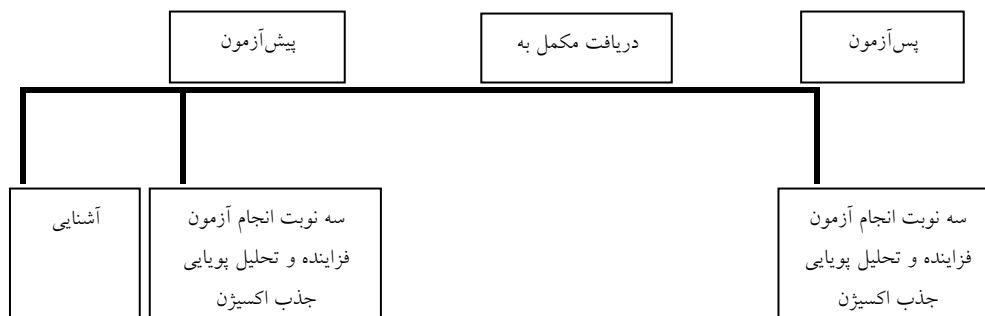 پیش‌آزمون
دریافت مکمل به
پس‌آزمون
آشنایی
سه نوبت انجام آزمون
فزاینده و تحلیل پویایی
جذب اکسیژن
سه نوبت انجام آزمون
فزاینده و تحلیل پویایی
جذب اکسیژن